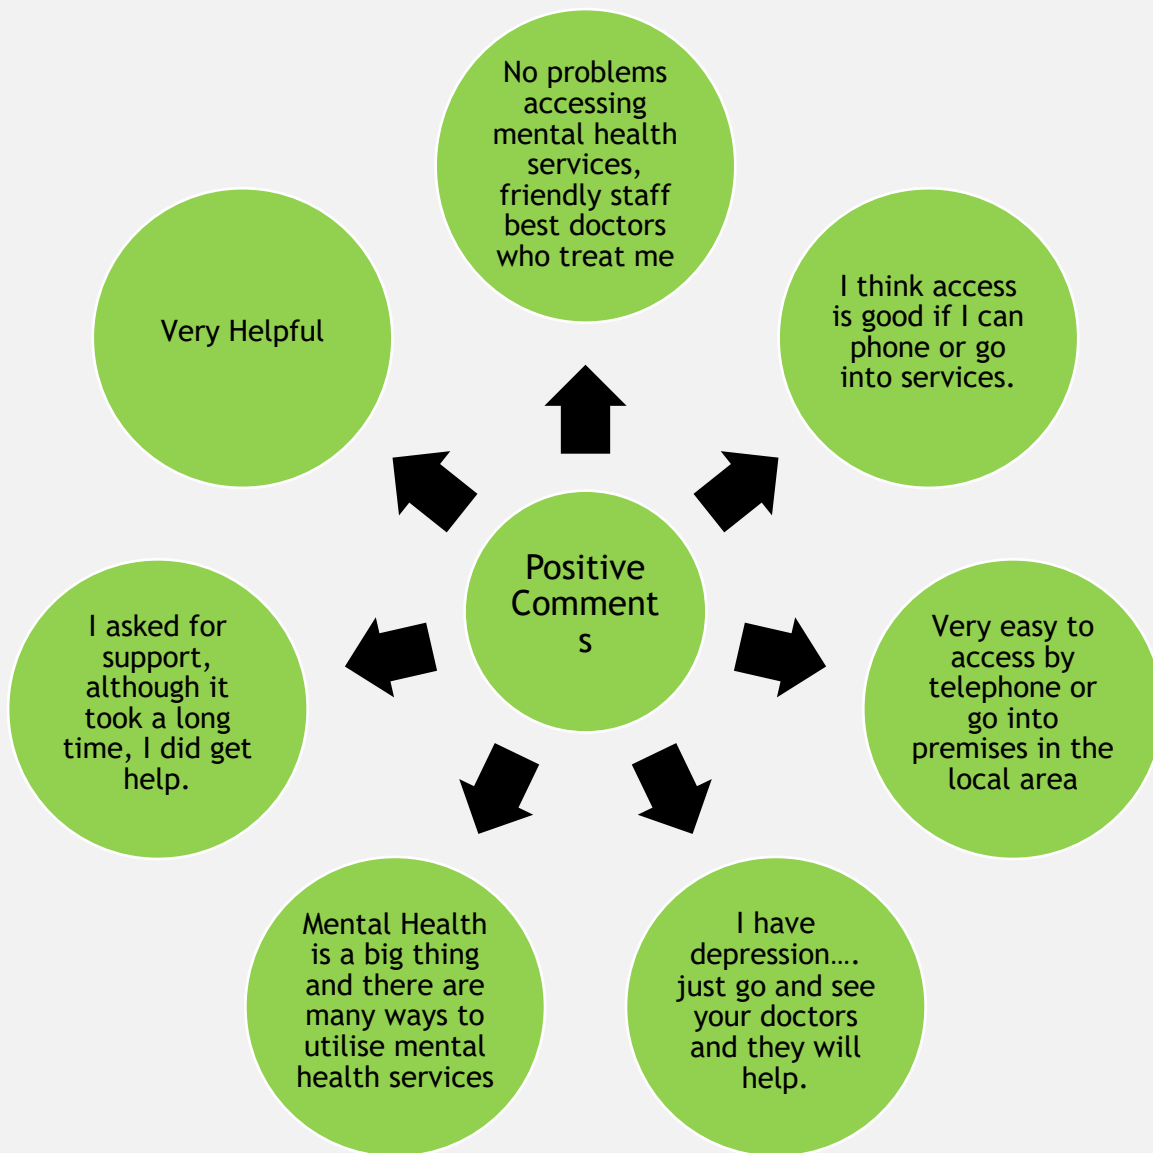 No problems
accessing
mental health
services,
friendly staff
best doctors
who treat me
I think access
is good if I can
phone or go
into services.
Very easy to
access by
telephone or
go into
premises in the
local area
I have
depression….
just go and see
your doctors
and they will
help.
Mental Health
is a big thing
and there are
many ways to
utilise mental
health services
I asked for
support,
although it
took a long
time, I did get
help.
Very Helpful
Positive
Comment
s